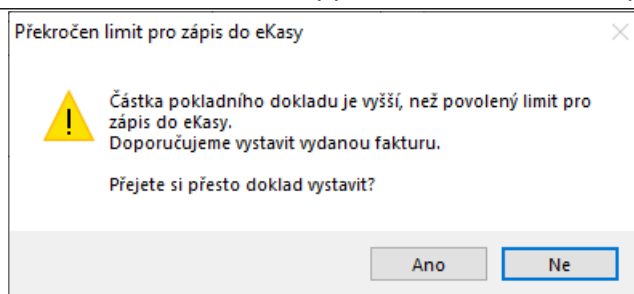 Překročen limit pro zápis do eKasy
Částka pokladního dokladu je vyšší, než povolený limit pro
zápis do eKasy.
Doporučujeme vystavit vydanou fakturu.
Přejete si přesto doklad vystavit?
Ano
Ne